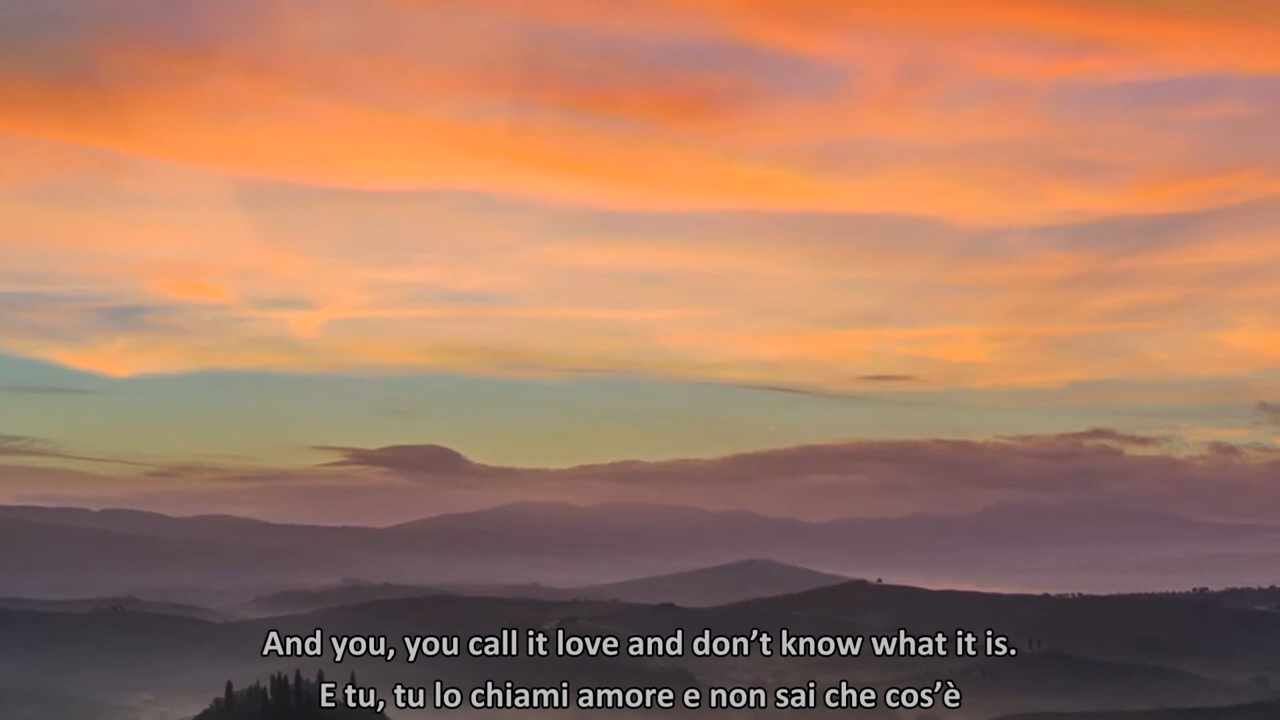 And you, you call it love and don’t know what it is.
E tu, tu lo chiami amore e non sai che cos’è